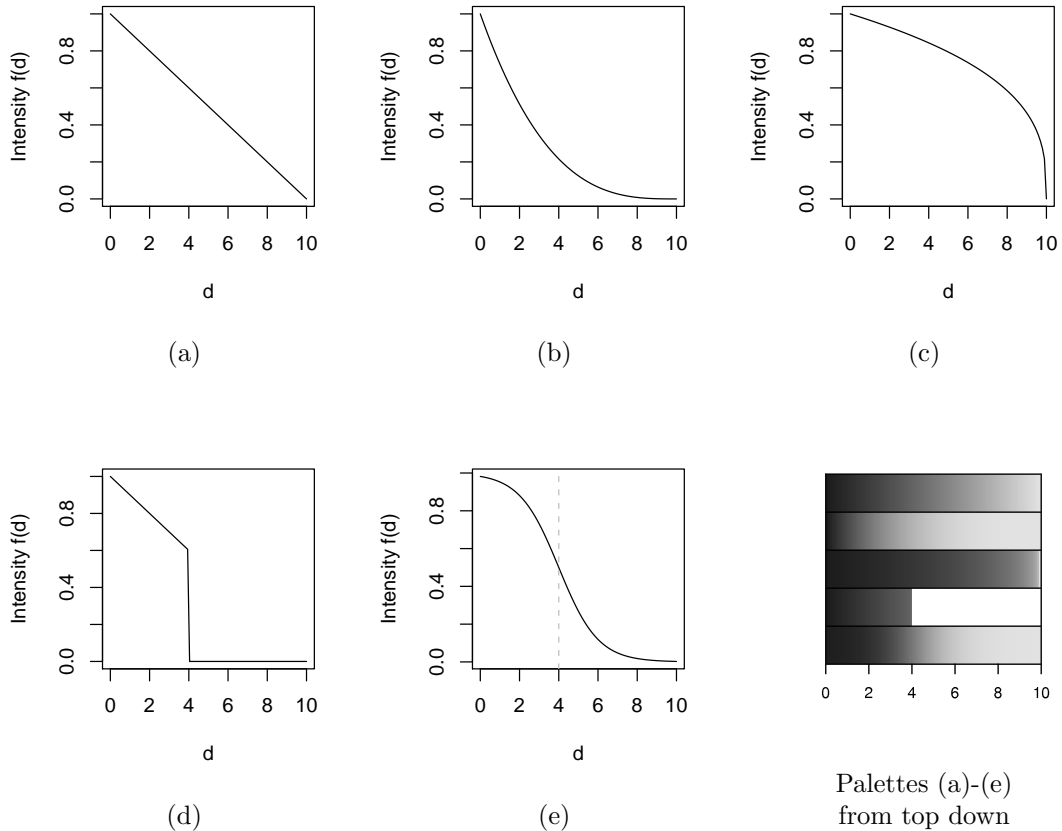 Intensity f(d)
0.0 0.4 0.8
0 2 4 6 8 10
d
(a)
Intensity f(d)
0.0 0.4 0.8
0 2 4 6 8 10
d
(b)
Intensity f(d)
0.0 0.4 0.8
0 2 4 6 8 10
d
(c)
Intensity f(d)
0.0 0.4 0.8
0 2 4 6 8 10
d
(d)
Intensity f(d)
0.0 0.4 0.8
0 2 4 6 8 10
d
(e)
0 2 4 6 8 10
Palettes (a)-(e)
from top down